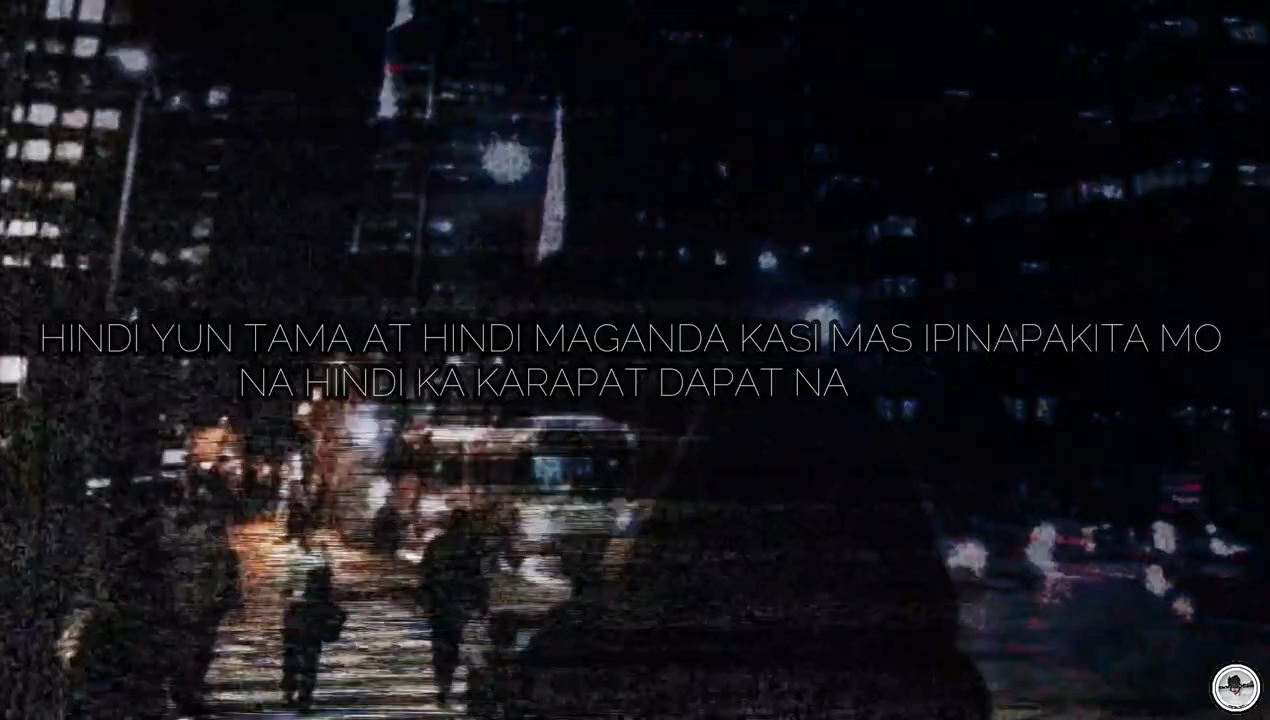 HINDI YUN TAMA AT HINDI MAGANDA KASI MAS IPINAPAKITA MO
NA HINDI KA KARAPAT DAPAT NA